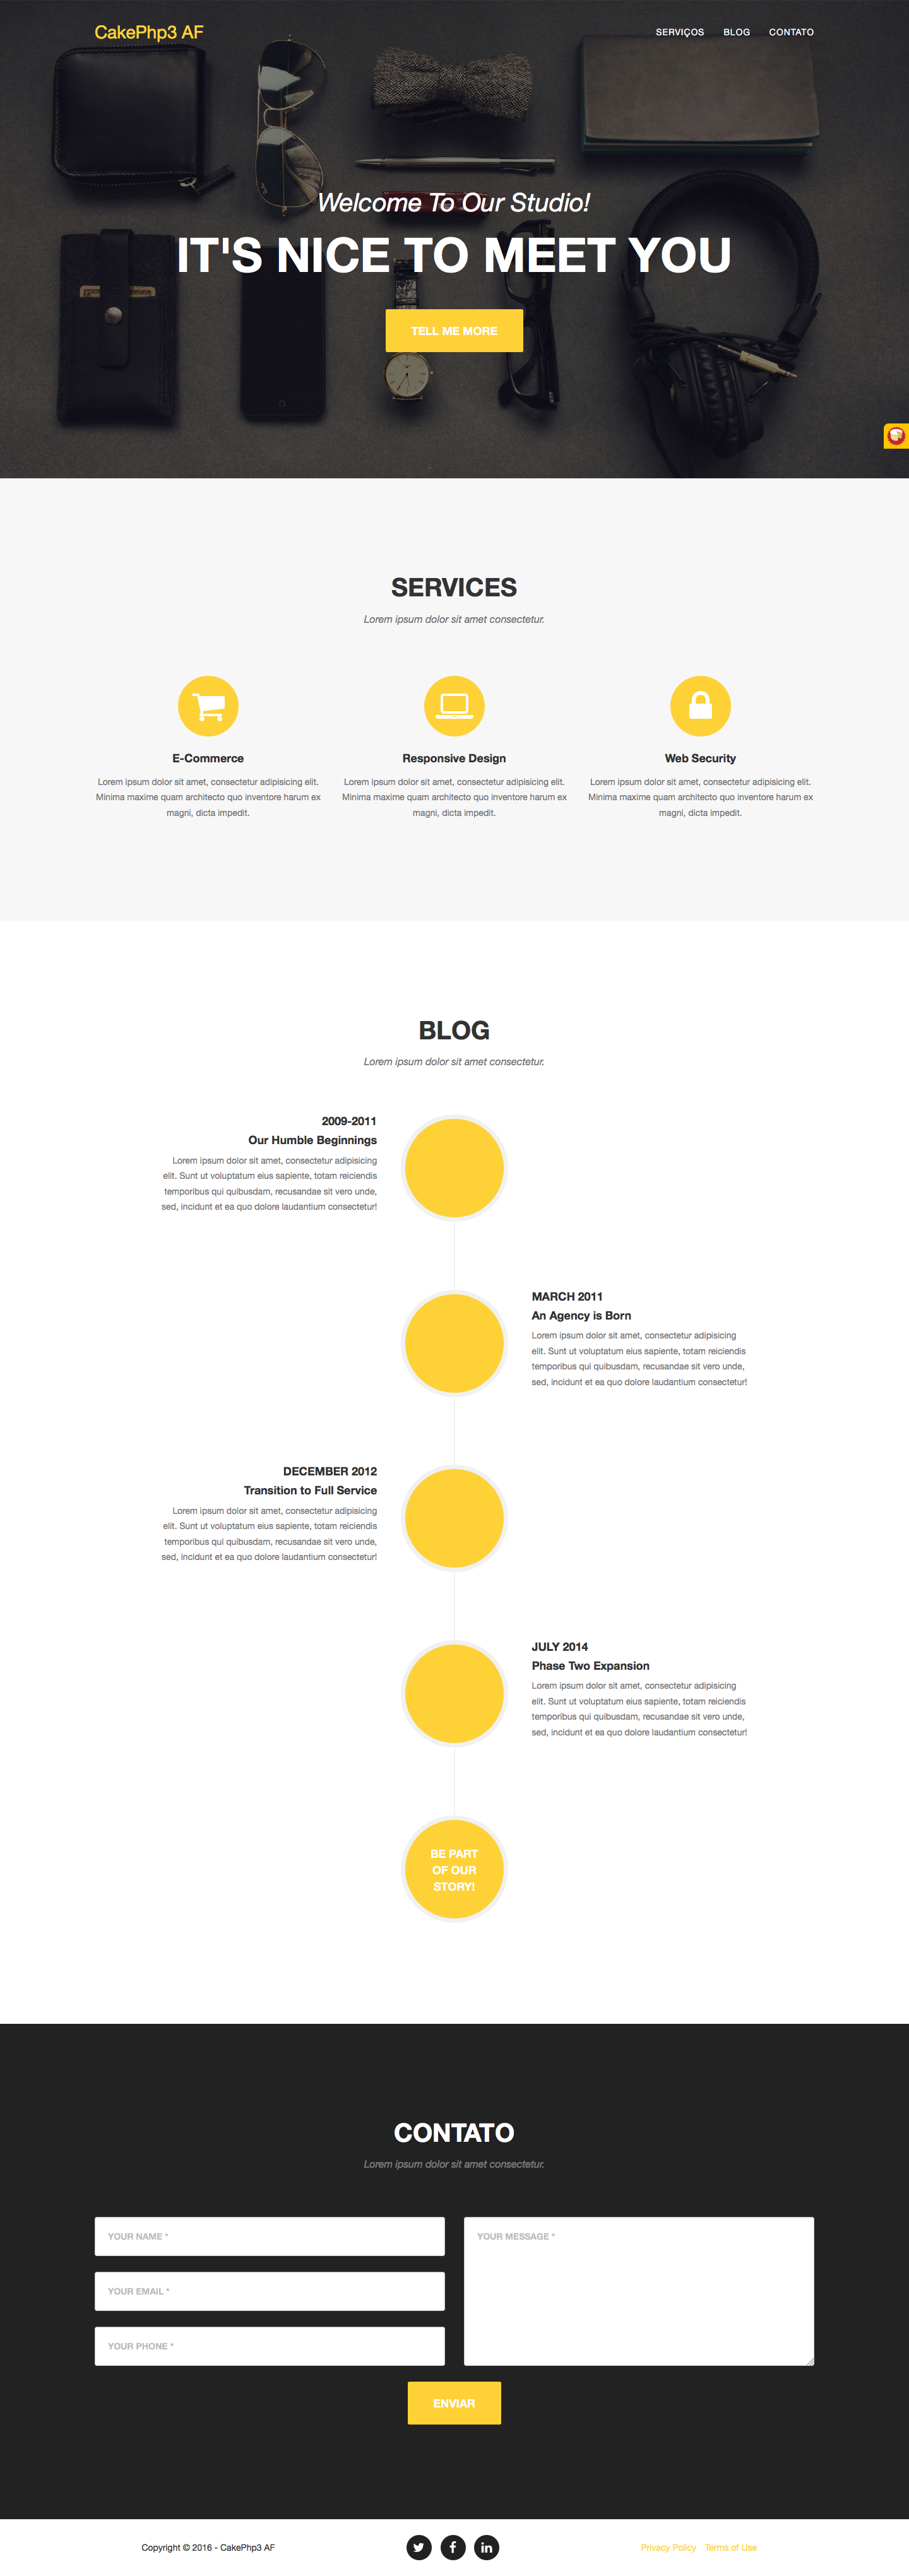 CakePhp3 AF
SERVIÇOS BLOG CONTATO
Welcome To Our Studio!
IT'S NICE TO MEET YOU
TELL ME MORE
SERVICES
Lorem ipsum dolor sit amet consectetur.
E-Commerce
Lorem ipsum dolor sit amet, consectetur adipisicing elit.
Minima maxime quam architecto quo inventore harum ex
magni, dicta impedit.
Responsive Design
Lorem ipsum dolor sit amet, consectetur adipisicing elit.
Minima maxime quam architecto quo inventore harum ex
magni, dicta impedit.
Web Security
Lorem ipsum dolor sit amet, consectetur adipisicing elit.
Minima maxime quam architecto quo inventore harum ex
magni, dicta impedit.
BLOG
Lorem ipsum dolor sit amet consectetur.
2009-2011
Our Humble Beginnings
Lorem ipsum dolor sit amet, consectetur adipisicing
elit. Sunt ut voluptatum eius sapiente, totam reiciendis
temporibus qui quibusdam, recusandae sit vero unde,
sed, incidunt et ea quo dolore laudantium consectetur!
MARCH 2011
An Agency is Born
Lorem ipsum dolor sit amet, consectetur adipisicing
elit. Sunt ut voluptatum eius sapiente, totam reiciendis
temporibus qui quibusdam, recusandae sit vero unde,
sed, incidunt et ea quo dolore laudantium consectetur!
DECEMBER 2012
Transition to Full Service
Lorem ipsum dolor sit amet, consectetur adipisicing
elit. Sunt ut voluptatum eius sapiente, totam reiciendis
temporibus qui quibusdam, recusandae sit vero unde,
sed, incidunt et ea quo dolore laudantium consectetur!
JULY 2014
Phase Two Expansion
Lorem ipsum dolor sit amet, consectetur adipisicing
elit. Sunt ut voluptatum eius sapiente, totam reiciendis
temporibus qui quibusdam, recusandae sit vero unde,
sed, incidunt et ea quo dolore laudantium consectetur!
BE PART
OF OUR
STORY!
CONTATO
Lorem ipsum dolor sit amet consectetur.
YOUR NAME *
YOUR EMAIL *
YOUR PHONE *
YOUR MESSAGE *
ENVIAR
Copyright © 2016 - CakePhp3 AF
Privacy Policy Terms of Use